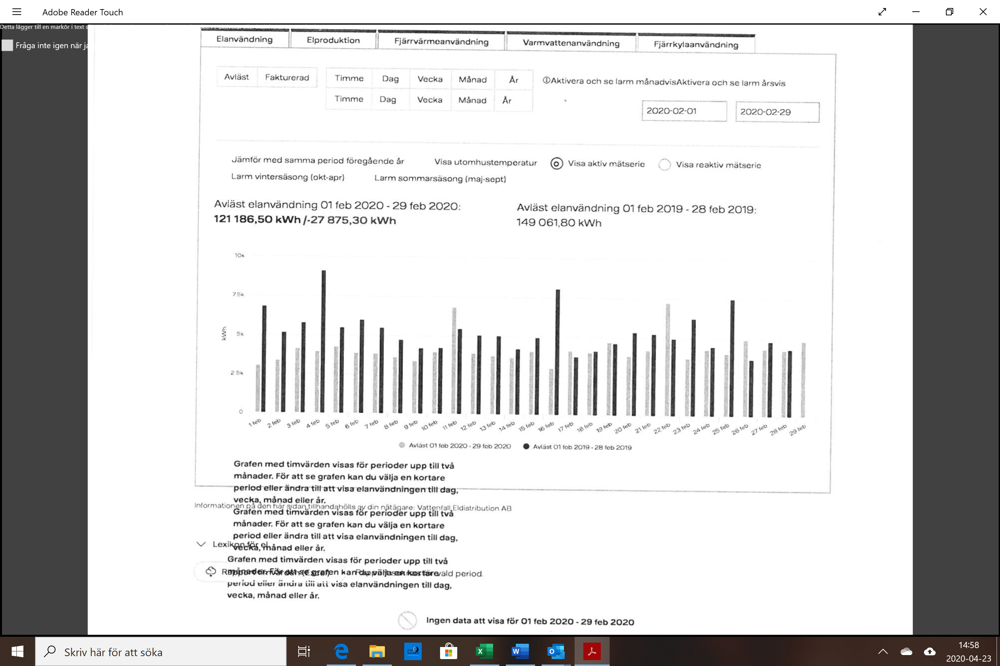 Adobe Reader Touch
Detta lägger till en markör i text
Fråga inte igen när
Elanvändning Elproduktion Fjärrvärmeanvändning Varmvattenanvändning Fjärrkylaanvändning
Avläst Fakturerad Timme Dag Vecka Månad År ⓘAktivera och se larm månadvisAktivera och se larm årsvis
Timme Dag Vecka Månad År
2020-02-01 2020-02-29
Jämför med samma period föregående år Visa utomhustemperatur Visa aktiv mätserie Visa reaktiv mätserie
Larm vintersäsong (okt-apr) Larm sommarsäsong (maj-sept)
Avläst elanvändning 01 feb 2020 - 29 feb 2020: Avläst elanvändning 01 feb 2019 - 28 feb 2019:
121 186,50 kWh /-27 875,30 kWh 149 061,80 kWh
10k
7.5k
5k
2.5k
0
kWh
1 feb 2 feb 3 feb 4 feb 5 feb 6 feb 7 feb 8 feb 9 feb 10 feb 11 feb 12 feb 13 feb 14 feb 15 feb 16 feb 17 feb 18 feb 19 feb 20 feb 21 feb 22 feb 23 feb 24 feb 25 feb 26 feb 27 feb 28 feb 29 feb
Avläst 01 feb 2020 - 29 feb 2020 Avläst 01 feb 2019 - 28 feb 2019
Grafen med timvärden visas för perioder upp till två
månader. För att se grafen kan du välja en kortare
period eller ändra till att visa elanvändningen till dag,
vecka, månad eller år.
Informationen på den här sidan tillhandahölls av din nätägare: Vattenfall Eldistribution AB
Grafen med timvärden visas för perioder upp till två
månader. För att se grafen kan du välja en kortare
period eller ändra till att visa elanvändningen till dag,
Lexikon för el
vecka, månad eller år.
Grafen med timvärden visas för perioder upp till två
månader. För att se grafen kan du välja en kortare
Rapport timvärden (Excel) vald period.
period eller ändra till att visa elanvändningen till dag,
vecka, månad eller år.
Ingen data att visa för 01 feb 2020 - 29 feb 2020
Skriv här för att söka
14:58
2020-04-23